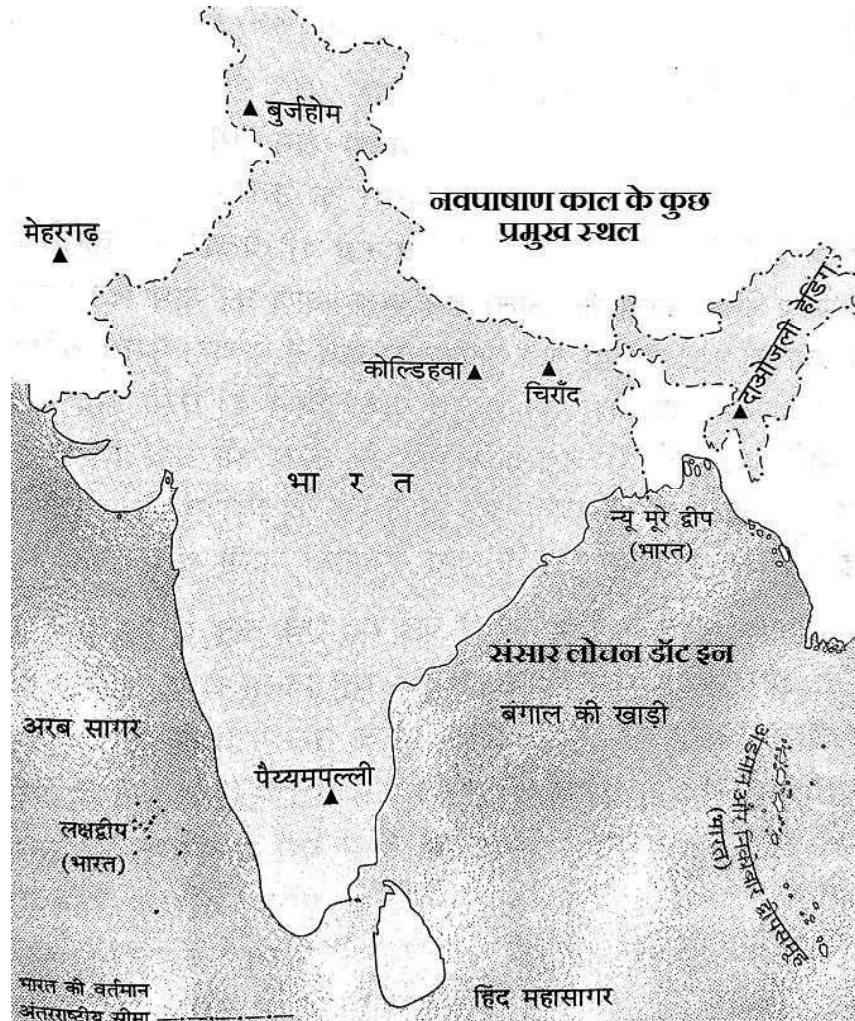 बुर्जहोम
नवपाषाण काल के कुछ
प्रमुख स्थल
मेहरगढ़
दाओजली हेडिंग
कोल्डिहवा
चिराँद
भा र त
न्यू मूरे द्वीप
(भारत)
संसार लोचन डॉट इन
बंगाल की खाड़ी
अरब सागर
अंडमान और निकोबार द्वीपसमूह
(भारत)
पैय्यमपल्ली
लक्षद्वीप
(भारत)
भारत की वर्तमान
अंतरराष्ट्रीय सीमा
हिंद महासागर